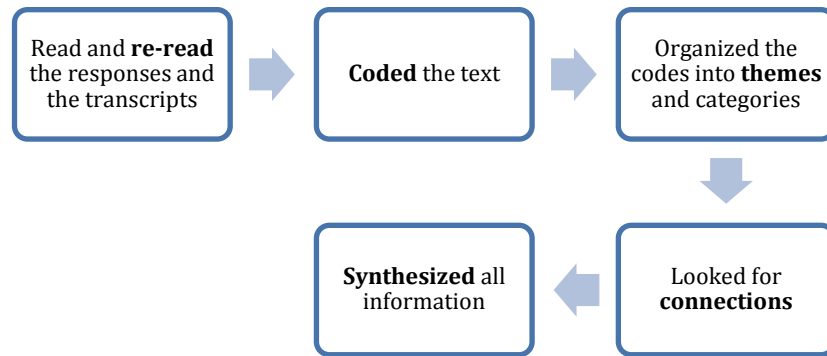 Read and re-read
the responses and
the transcripts
Coded the text
Organized the
codes into themes
and categories
Looked for
connections
Synthesized all
information